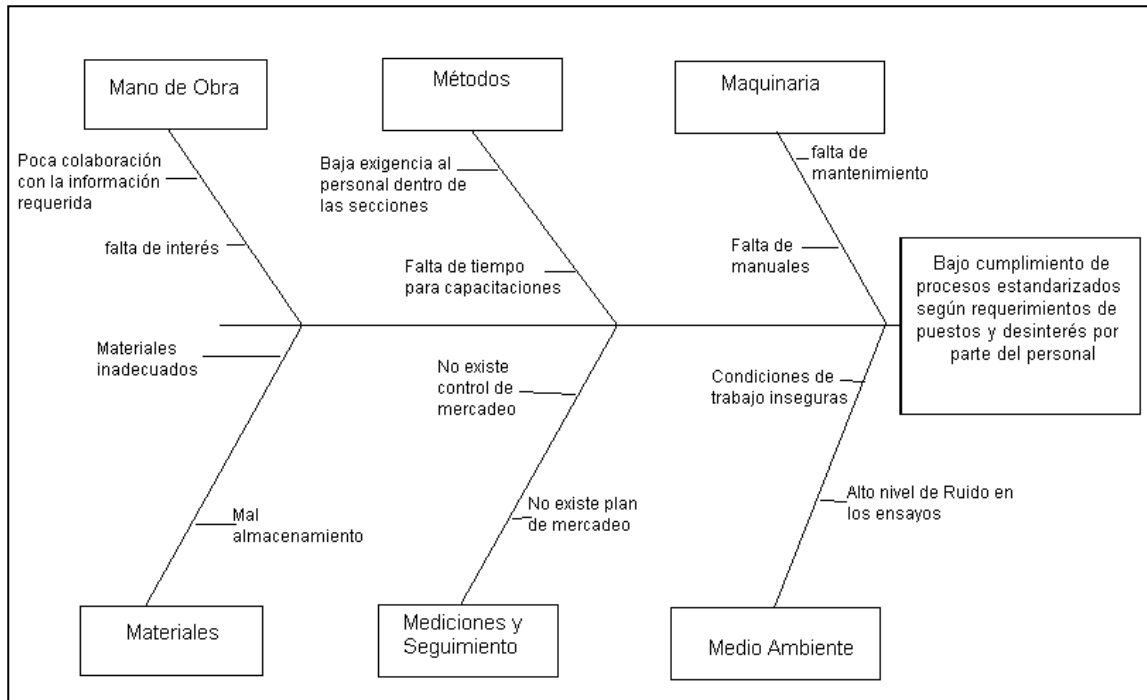 Mano de Obra
Métodos
Maquinaria
Poca colaboración
con la información
requerida
falta de interés
Baja exigencia al
personal dentro de
las secciones
Falta de tiempo
para capacitaciones
falta de
mantenimiento
Falta de
manuales
Bajo cumplimiento de
procesos estandarizados
según requerimientos de
puestos y desinterés por
parte del personal
Materiales
inadecuados
Mal
almacenamiento
No existe
control de
mercadeo
No existe plan
de mercadeo
Condiciones de
trabajo inseguras
Alto nivel de Ruido en
los ensayos
Materiales
Mediciones y
Seguimiento
Medio Ambiente